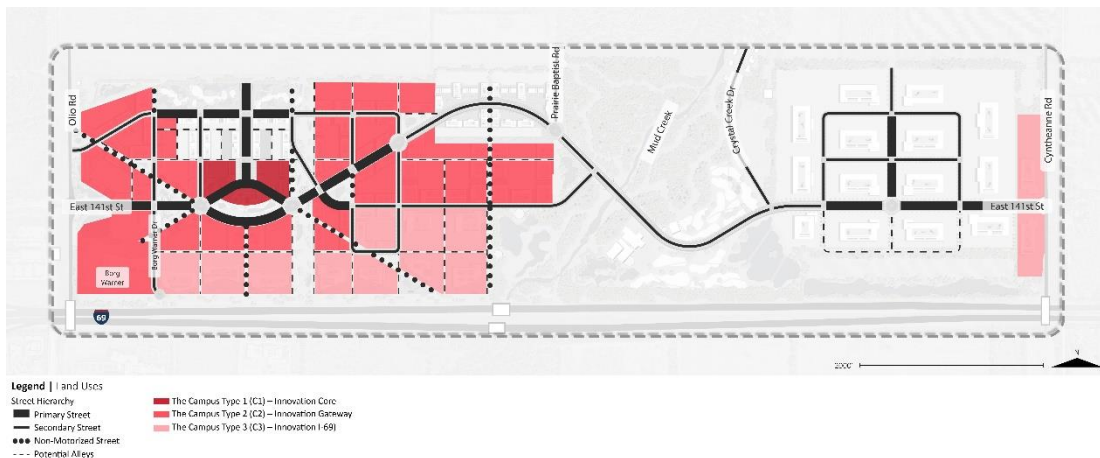 Olio Rd
Prairie Baptist Rd
Mud Creek
Crystal Creek Dr
Cyntheanne Rd
East 141st St
East 141st St
Borg Warner Dr
Borg
Warner
69
2000'
N
Legend | Land Uses
Street Hierarchy
Primary Street
Secondary Street
Non-Motorized Street
Potential Alleys
The Campus Type 1 (C1) – Innovation Core
The Campus Type 2 (C2) – Innovation Gateway
The Campus Type 3 (C3) – Innovation I-69)